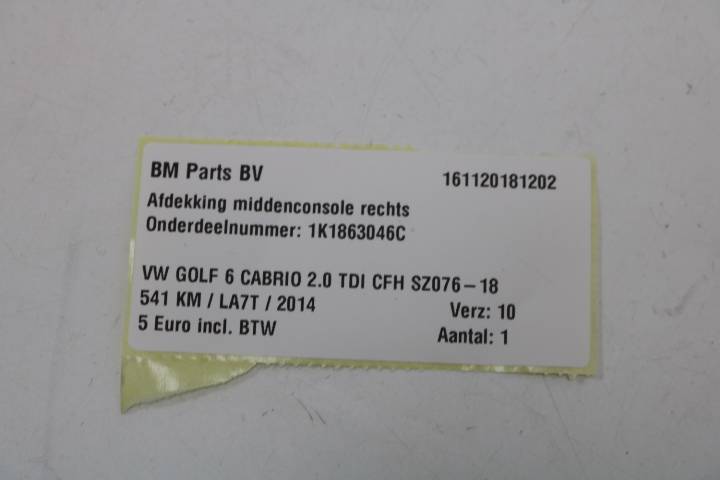 BM Parts BV 161120181202
Afdekking middenconsole rechts
Onderdeelnummer: 1K1863046C
VW GOLF 6 CABRIO 2.0 TDI CFH SZ076-18
541 KM / LA7T / 2014 Verz: 10
5 Euro incl. BTW Aantal: 1